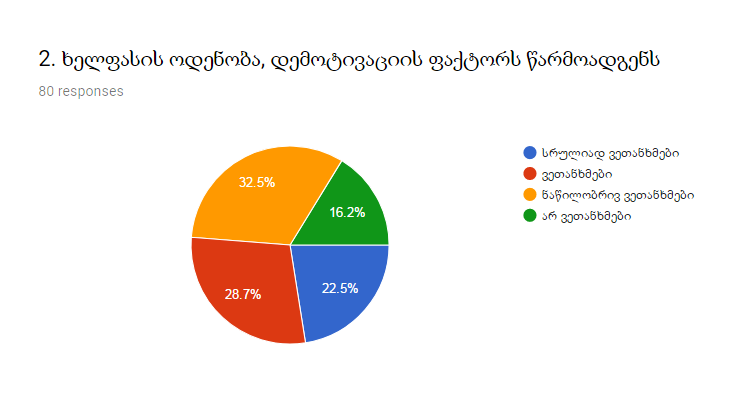 2. ხელფასის ოდენობა, დემოტივაციის ფაქტორს წარმოადგენს
80 responses
სრულიად ვეთანხმები
ვეთანხმები
ნაწილობრივ ვეთანხმები
არ ვეთანხმები
32.5%
16.2%
28.7%
22.5%